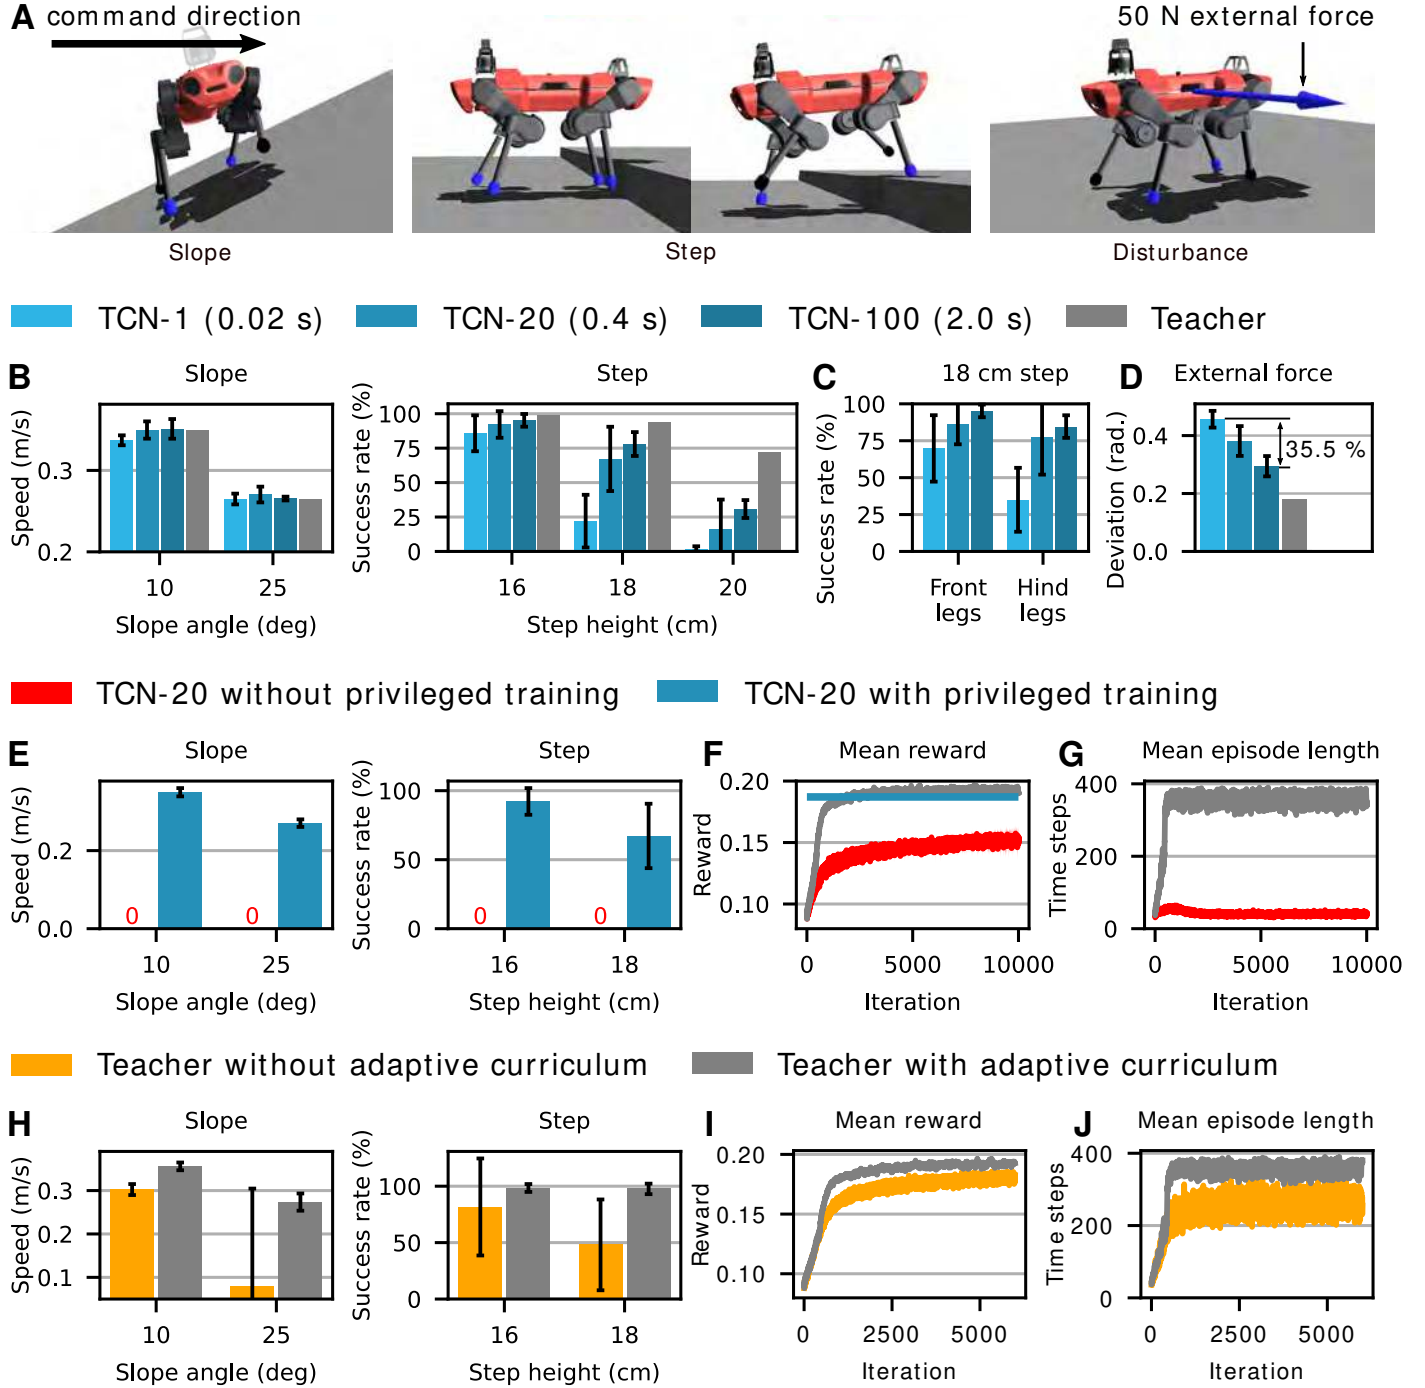 A
command direction
50 N external force
Slope
Step
Disturbance
TCN-1 (0.02 s)
TCN-20 (0.4 s)
TCN-100 (2.0 s)
Teacher
B
Slope
Speed (m/s)
0.3
0.2
10
25
Slope angle (deg)
Step
Success rate (%)
100
75
50
25
0
16
18
20
Step height (cm)
C
18 cm step
Success rate (%)
100
75
50
25
0
Front
legs
Hind
legs
D
External force
Deviation (rad.)
0.4
0.2
0.0
35.5 %
TCN-20 without privileged training
TCN-20 with privileged training
E
Slope
Speed (m/s)
0.2
0.0
0
0
10
25
Slope angle (deg)
Step
Success rate (%)
100
50
0
0
0
16
18
Step height (cm)
F
Mean reward
Reward
0.20
0.15
0.10
0
5000
10000
Iteration
G
Mean episode length
Time steps
400
200
0
0
5000
10000
Iteration
Teacher without adaptive curriculum
Teacher with adaptive curriculum
H
Slope
Speed (m/s)
0.3
0.2
0.1
10
25
Slope angle (deg)
Step
Success rate (%)
100
50
0
16
18
Step height (cm)
I
Mean reward
Reward
0.20
0.15
0.10
0
2500
5000
Iteration
J
Mean episode length
Time steps
400
200
0
0
2500
5000
Iteration